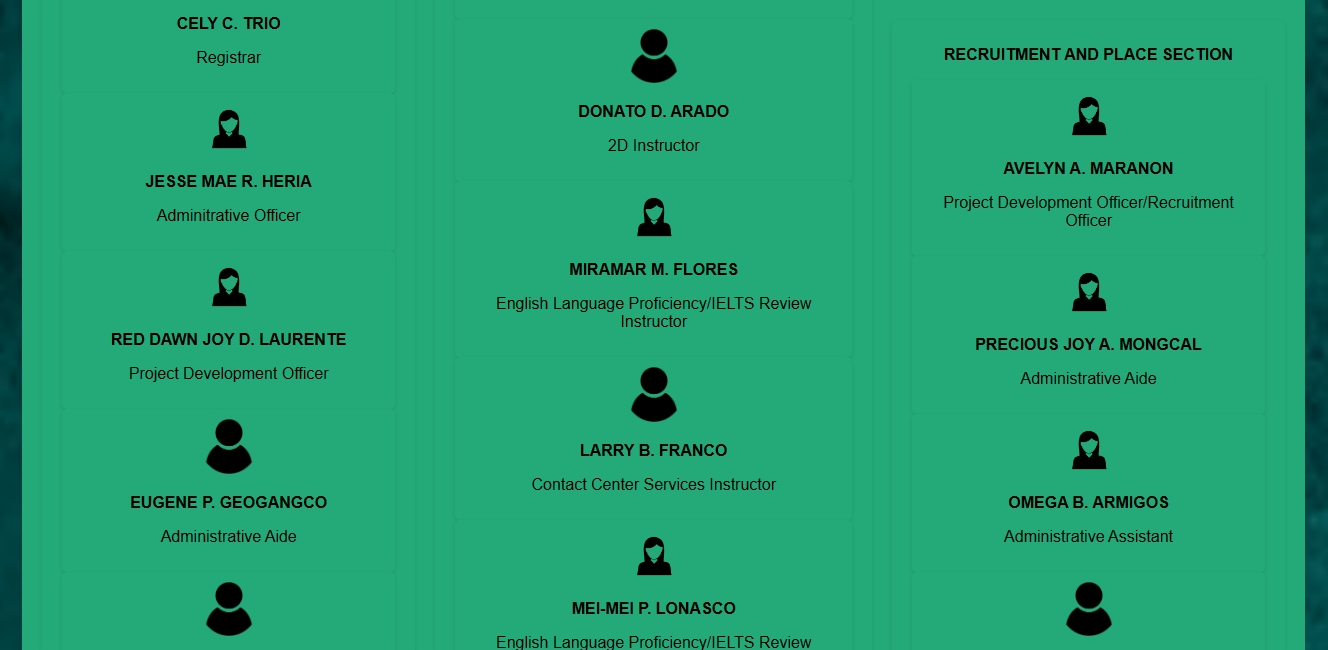 CELY C. TRIO
Registrar
JESSE MAE R. HERIA
Adminitrative Officer
RED DAWN JOY D. LAURENTE
Project Development Officer
EUGENE P. GEOGANGCO
Administrative Aide
DONATO D. ARADO
2D Instructor
MIRAMAR M. FLORES
English Language Proficiency/IELTS Review
Instructor
LARRY B. FRANCO
Contact Center Services Instructor
MEI-MEI P. LONASCO
English Language Proficiency/IELTS Review
RECRUITMENT AND PLACE SECTION
AVELYN A. MARANON
Project Development Officer/Recruitment
Officer
PRECIOUS JOY A. MONGCAL
Administrative Aide
OMEGA B. ARMIGOS
Administrative Assistant